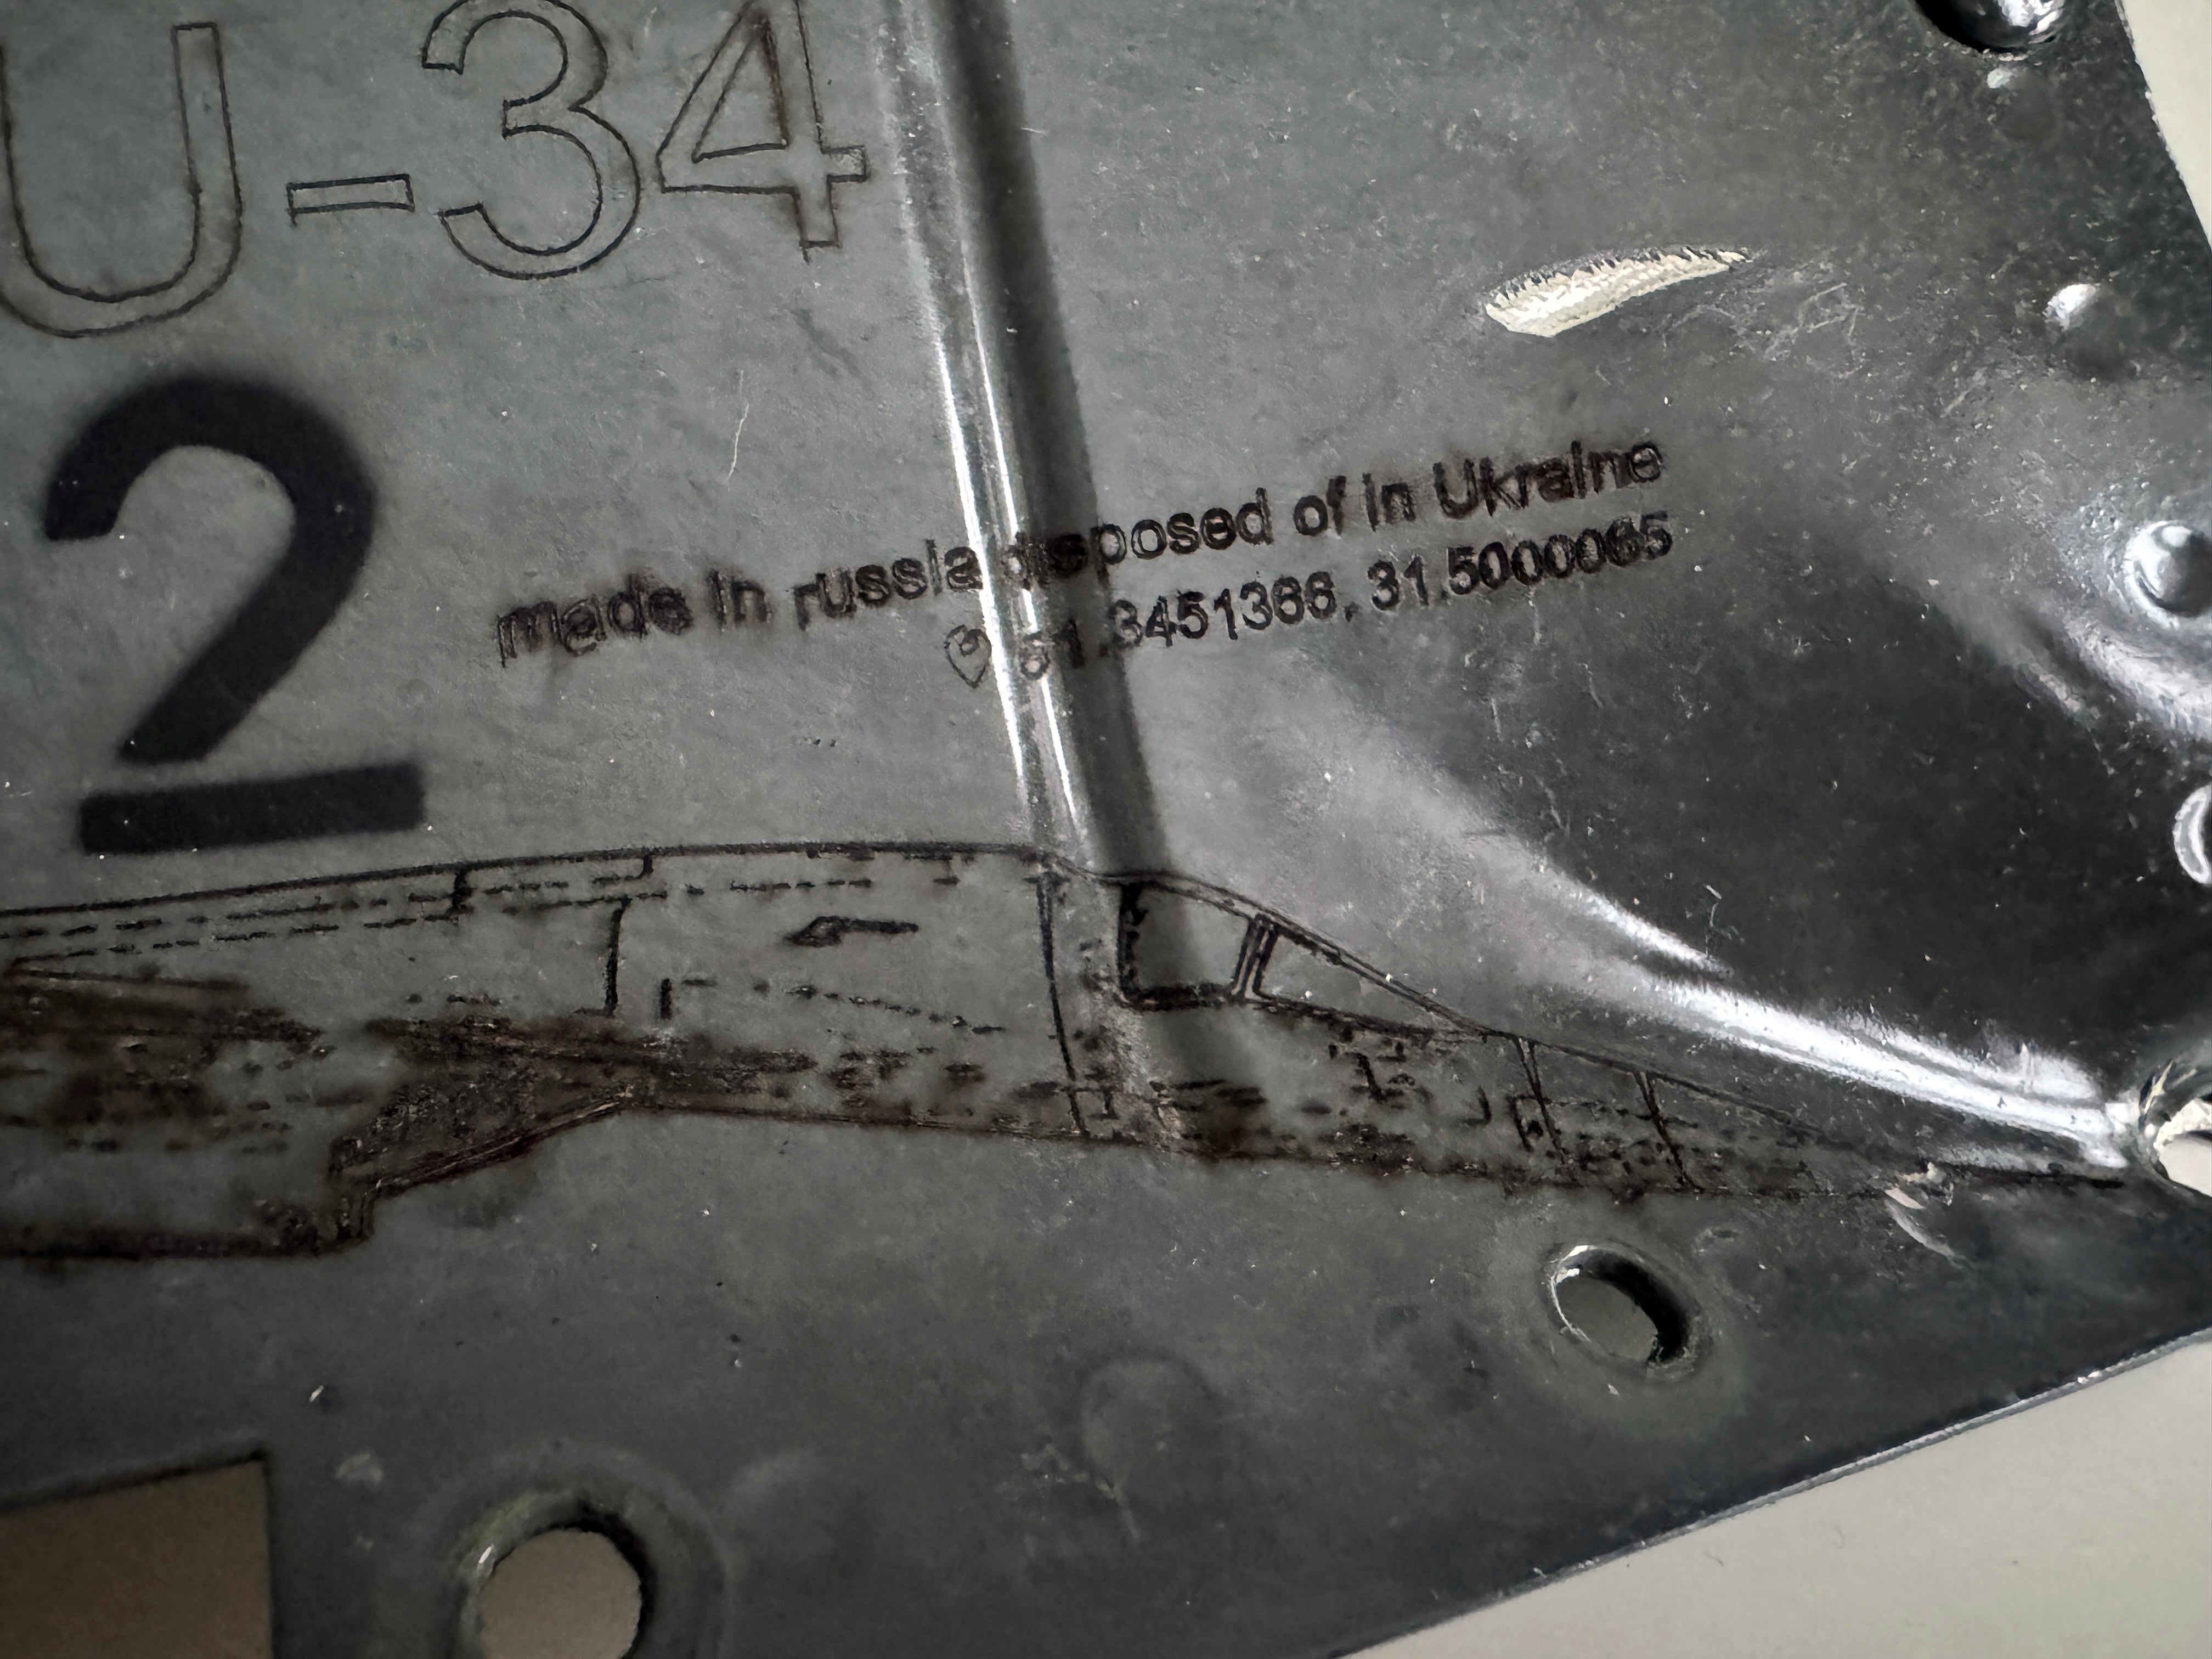 U-34
2
made in russia disposed of in Ukraine
51.3451366, 31.5000065